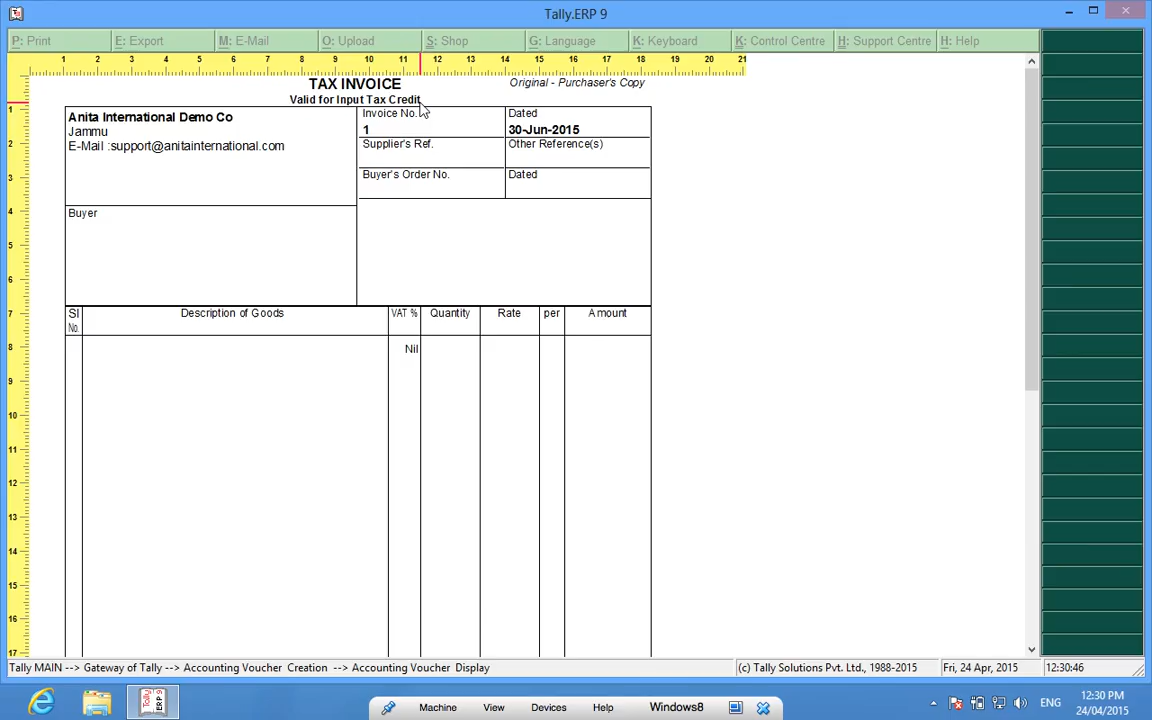 Tally.ERP 9
P: Print E: Export M: E-Mail O: Upload S: Shop G: Language K: Keyboard K: Control Centre H: Support Centre H: Help
1 2 3 4 5 6 7 8 9 10 11 12 13 14 15 16 17 18 19 20 21
TAX INVOICE
Original - Purchaser's Copy
Valid for Input Tax Credit
Anita International Demo Co
Jammu
E-Mail :support@anitainternational.com
Invoice No.
1
Dated
30-Jun-2015
Supplier's Ref.
Other Reference(s)
Buyer's Order No.
Dated
Buyer
Sl No.
Description of Goods
VAT %
Quantity
Rate
per
Amount
Nil
1
2
3
4
5
6
7
8
9
10
11
12
13
14
15
16
17
Tally MAIN --> Gateway of Tally --> Accounting Voucher Creation --> Accounting Voucher Display
(c) Tally Solutions Pvt. Ltd., 1988-2015
Fri, 24 Apr, 2015
12:30:46
Tally ERP 9
Machine View Devices Help Windows8
ENG
12:30 PM
24/04/2015